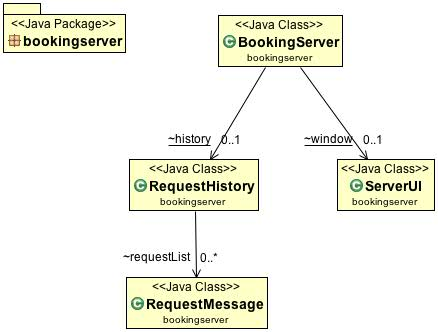 <<Java Package>>
bookingserver
<<Java Class>>
BookingServer
bookingserver
~history 0..1
~window 0..1
<<Java Class>>
RequestHistory
bookingserver
<<Java Class>>
ServerUI
bookingserver
~requestList 0..*
<<Java Class>>
RequestMessage
bookingserver